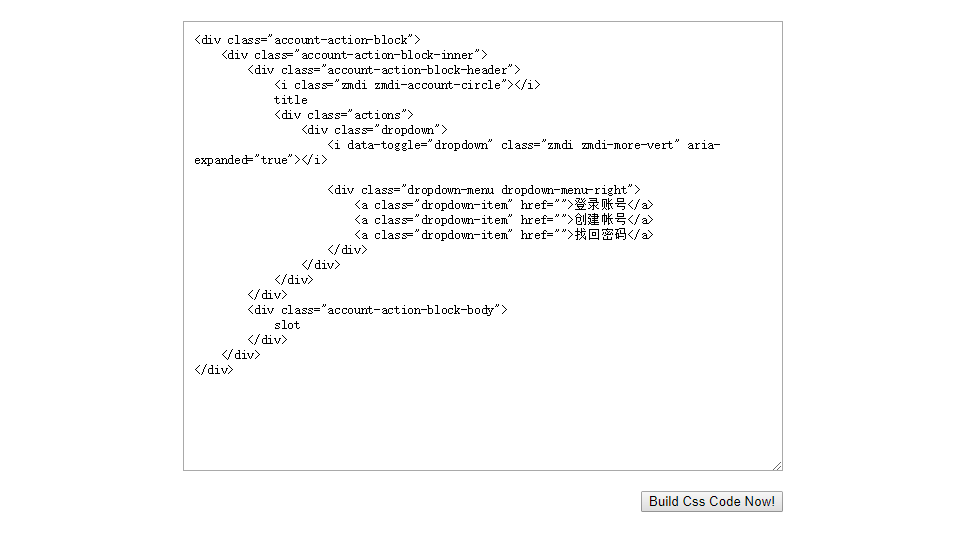 <div class="account-action-block">
    <div class="account-action-block-inner">
        <div class="account-action-block-header">
            <i class="zmdi zmdi-account-circle"></i>
            title
            <div class="actions">
                <div class="dropdown">
                    <i data-toggle="dropdown" class="zmdi zmdi-more-vert" aria-
expanded="true"></i>
                    <div class="dropdown-menu dropdown-menu-right">
                        <a class="dropdown-item" href="">登录账号</a>
                        <a class="dropdown-item" href="">创建帐号</a>
                        <a class="dropdown-item" href="">找回密码</a>
                    </div>
                </div>
            </div>
        </div>
        <div class="account-action-block-body">
            slot
        </div>
    </div>
</div>
Build Css Code Now!